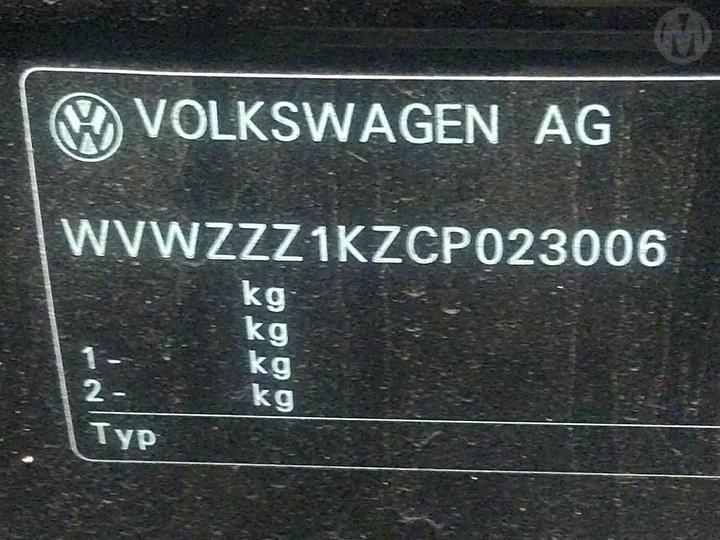 VOLKSWAGEN AG
WVWZZZ1KZCP023006
kg
kg
1- kg
2- kg
Typ